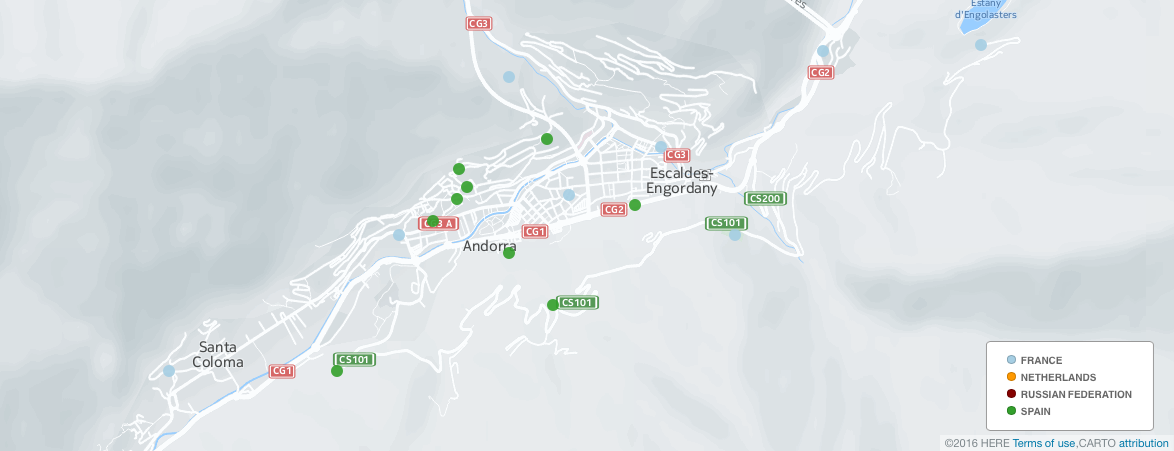 Estany
d'Engolasters
CG3
CG2
CG3
Escaldes-
Engordany
CS200
CG2
CS101
CG1
Andorra
CS101
Santa
Coloma
CS101
CG1
FRANCE
NETHERLANDS
RUSSIAN FEDERATION
SPAIN
©2016 HERE Terms of use,CARTO attribution